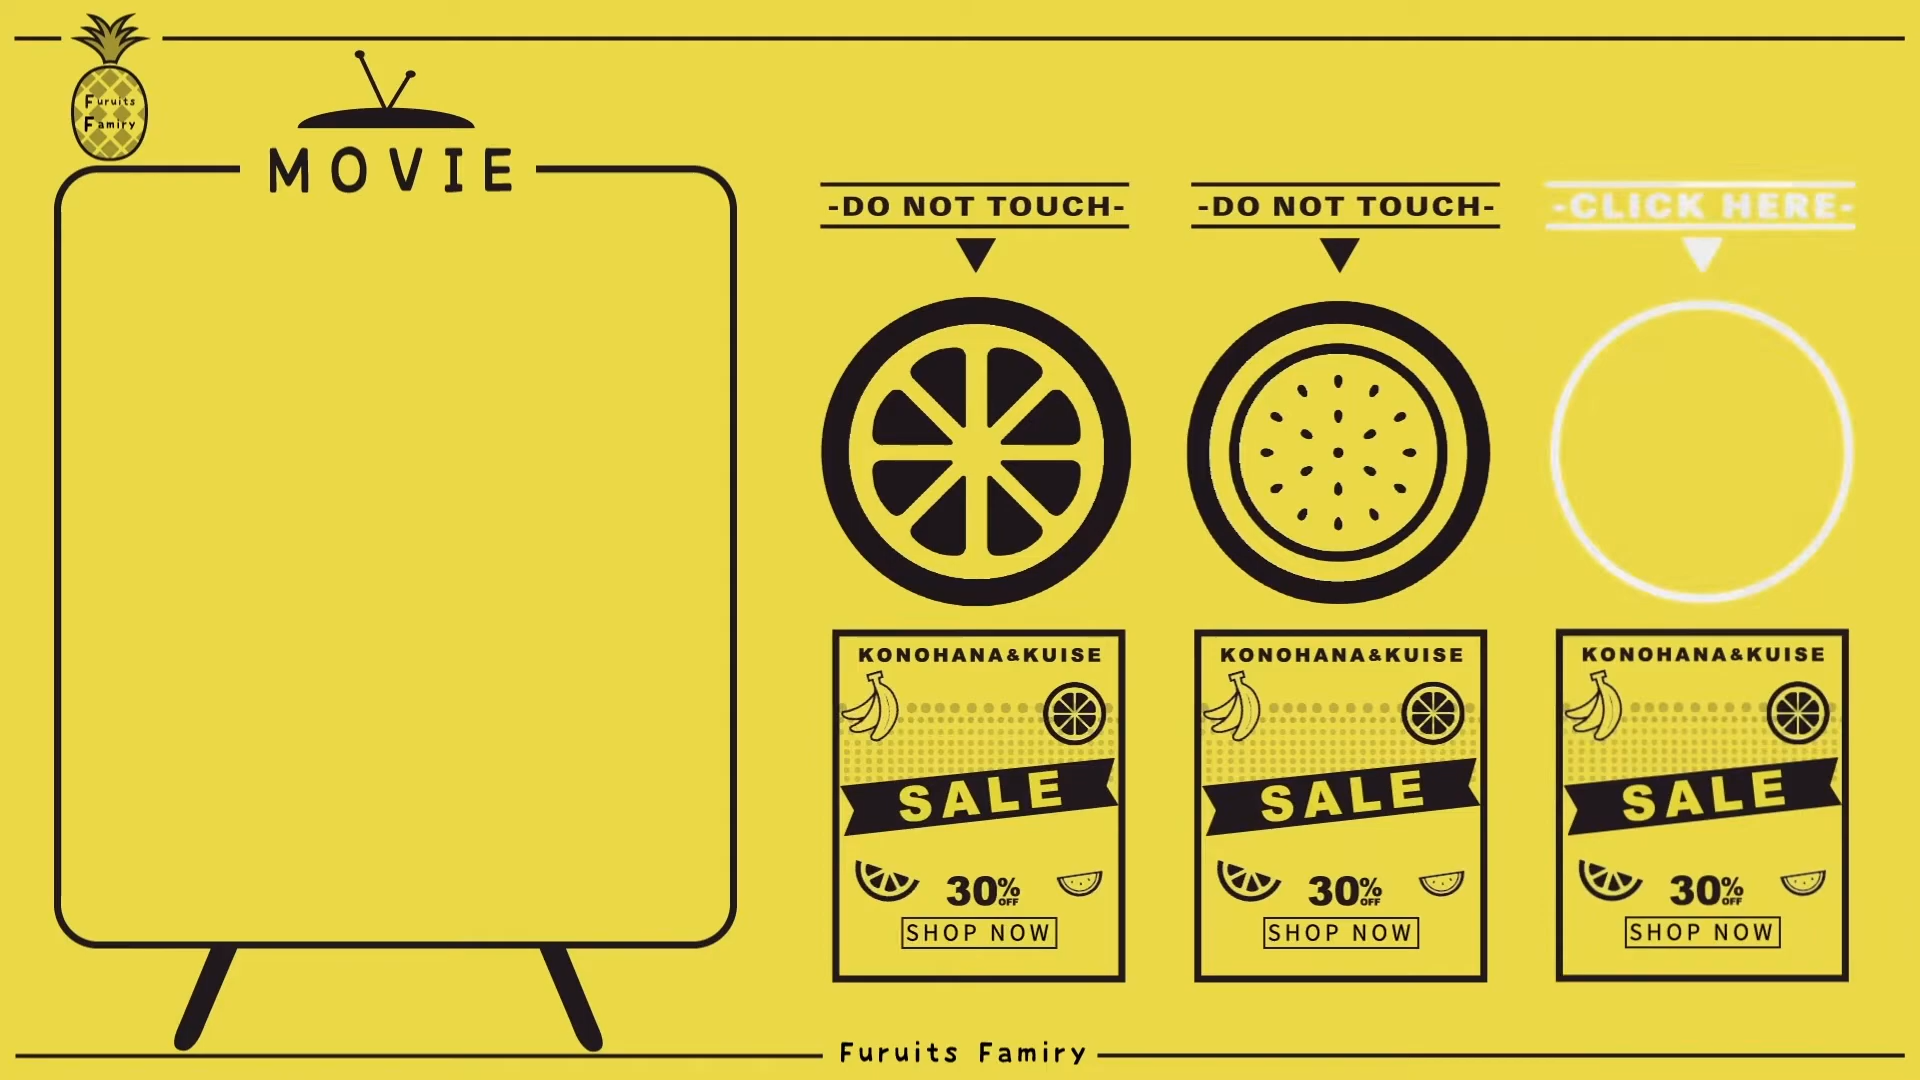 Furuits
Famiry
MOVIE
-DO NOT TOUCH-
-DO NOT TOUCH-
-CLICK HERE-
KONOHANA&KUISE
SALE
30% OFF
SHOP NOW
KONOHANA&KUISE
SALE
30% OFF
SHOP NOW
KONOHANA&KUISE
SALE
30% OFF
SHOP NOW
Furuits Famiry